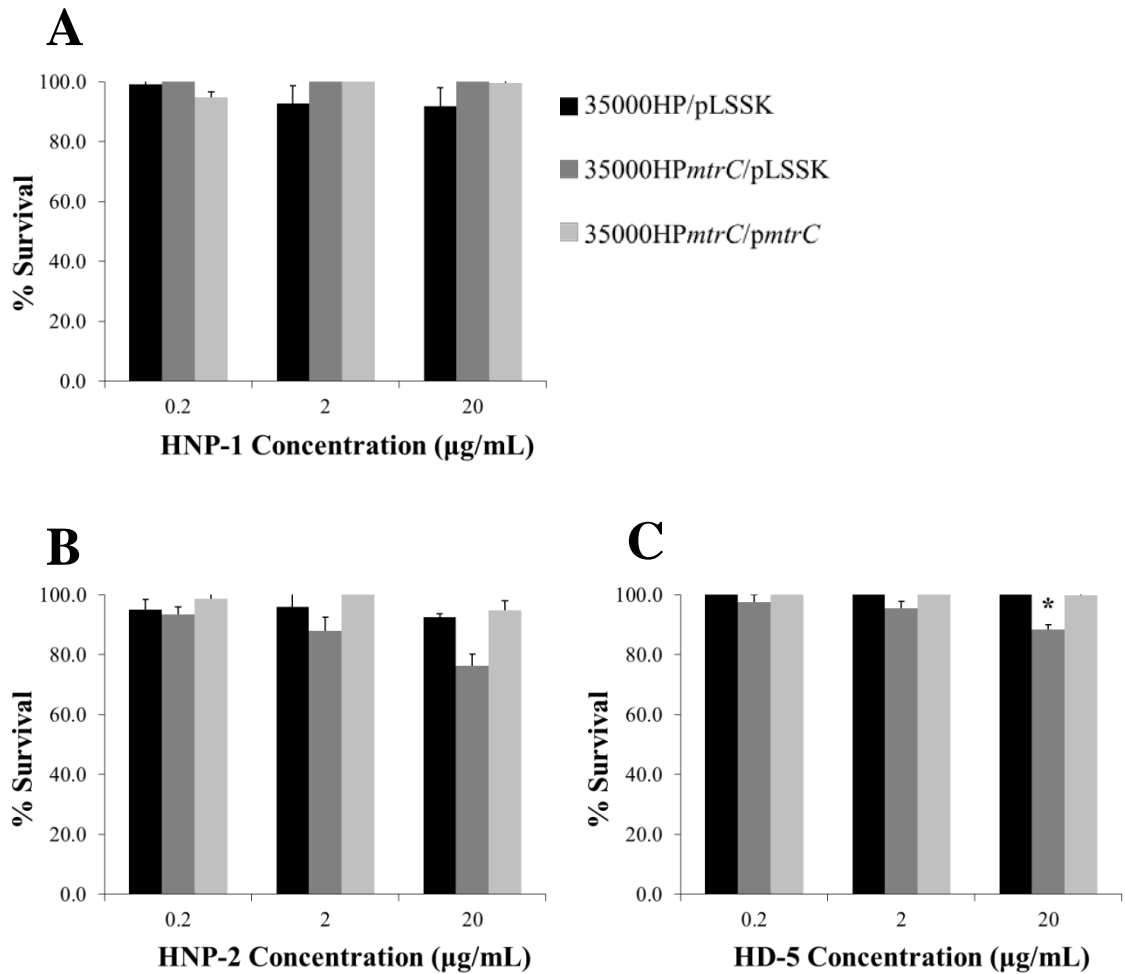 A
100.0
80.0
60.0
40.0
20.0
0.0
% Survival
0.2 2 20
HNP-1 Concentration (µg/mL)
35000HP/pLSSK
35000HPmtrC/pLSSK
35000HPmtrC/pmtrC
B
100.0
80.0
60.0
40.0
20.0
0.0
% Survival
0.2 2 20
HNP-2 Concentration (µg/mL)
C
100.0
80.0
60.0
40.0
20.0
0.0
% Survival
*
0.2 2 20
HD-5 Concentration (µg/mL)